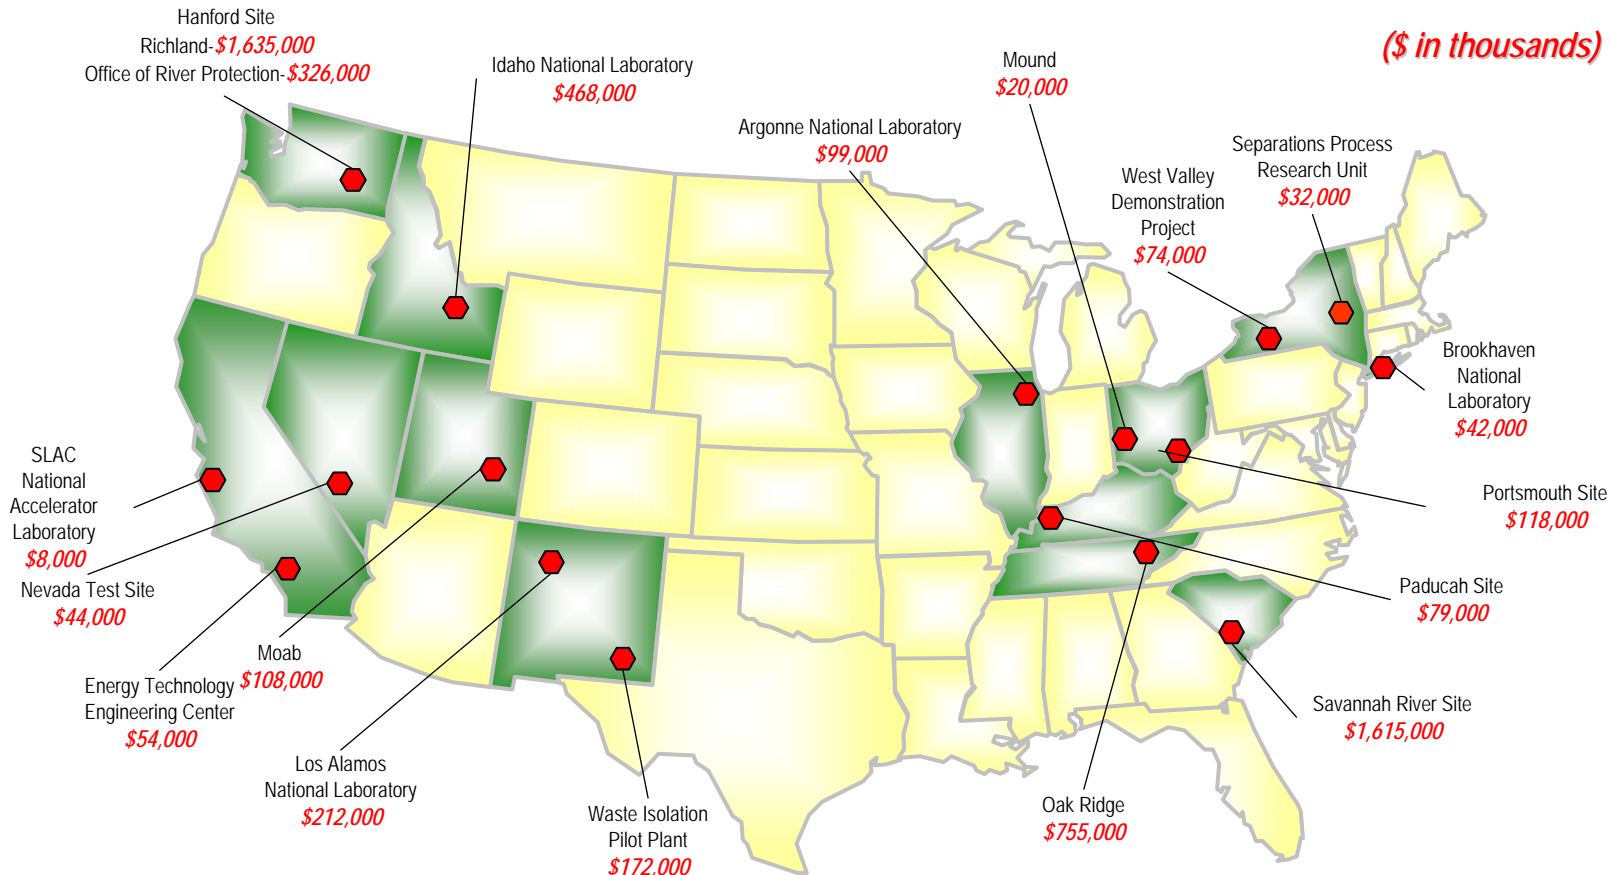 Hanford Site
Richland-$1,635,000
Office of River Protection-$326,000
Idaho National Laboratory
$468,000
Mound
$20,000
($ in thousands)
Argonne National Laboratory
$99,000
Separations Process
Research Unit
$32,000
West Valley
Demonstration
Project
$74,000
Brookhaven
National
Laboratory
$42,000
SLAC
National
Accelerator
Laboratory
$8,000
Nevada Test Site
$44,000
Portsmouth Site
$118,000
Paducah Site
$79,000
Moab
$108,000
Energy Technology
Engineering Center
$54,000
Savannah River Site
$1,615,000
Los Alamos
National Laboratory
$212,000
Waste Isolation
Pilot Plant
$172.000
Oak Ridge
$755,000